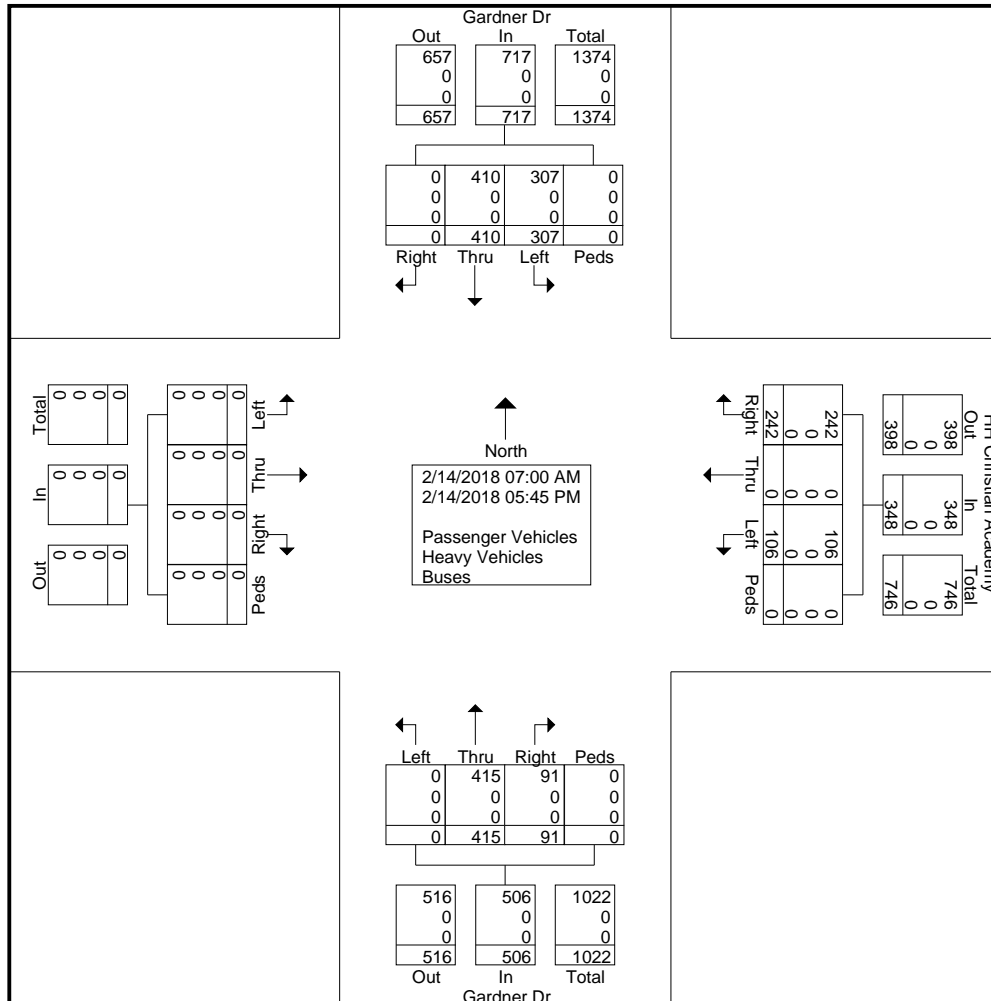 Gardner Dr
Out In Total
657 717 1374
0 0 0
0 0 0
657 717 1374
0 410 307 0
0 0 0 0
0 0 0 0
0 410 307 0
Right Thru Left Peds
Total
0 0 0 0
In
0 0 0 0
Out
0 0 0 0
Left
0 0 0 0
Thru
0 0 0 0
Right
0 0 0 0
Peds
0 0 0 0
North
2/14/2018 07:00 AM
2/14/2018 05:45 PM
Passenger Vehicles
Heavy Vehicles
Buses
Right
242 0 0 242
Thru
0 0 0 0
Left
106 0 0 106
Peds
0 0 0 0
HH Christian Academy
Out In Total
398 348 746
0 0 0
0 0 0
398 348 746
Left Thru Right Peds
0 415 91 0
0 0 0 0
0 0 0 0
0 415 91 0
516 506 1022
0 0 0
0 0 0
516 506 1022
Out In Total
Gardner Dr